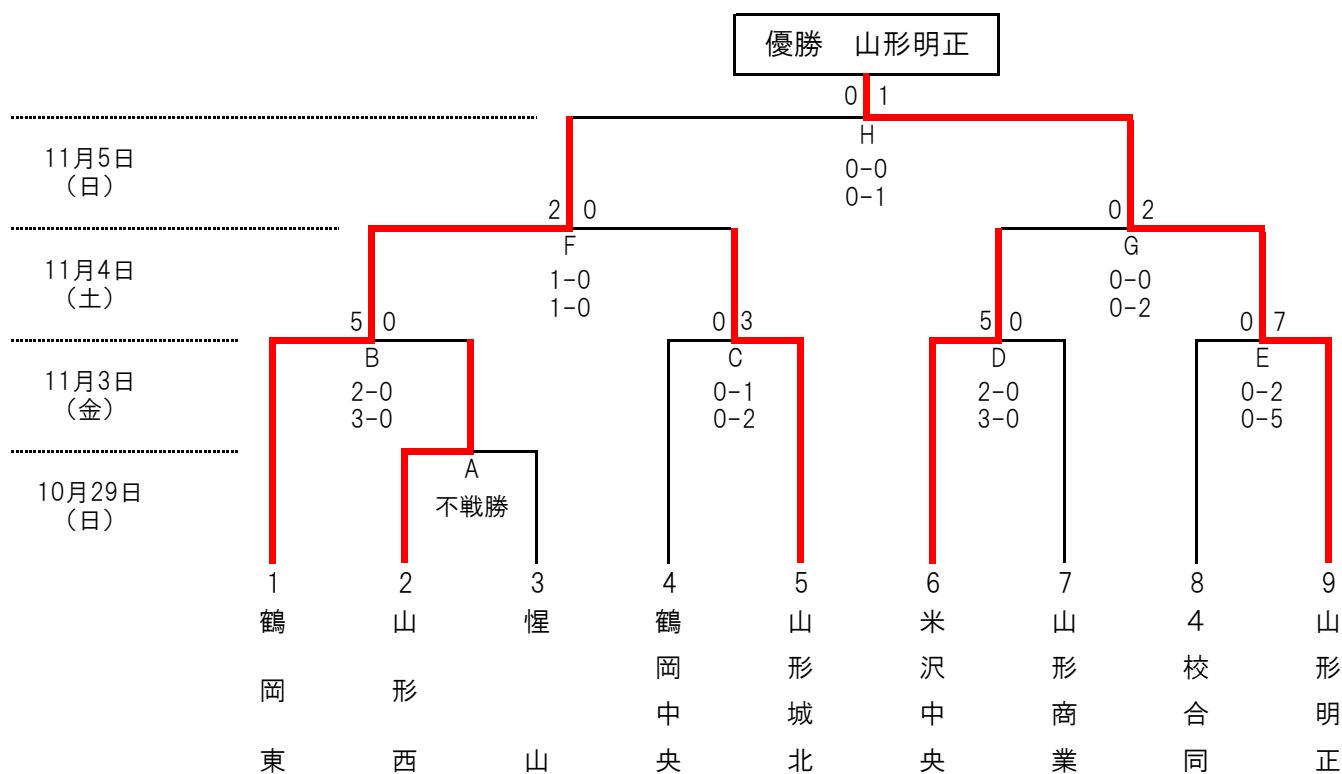 優勝　山形明正
0 1
H
0-0
0-1
11月5日
（日）
2 0
F
1-0
1-0
0 2
G
0-0
0-2
11月4日
（土）
5 0
B
2-0
3-0
0 3
C
0-1
0-2
5 0
D
2-0
3-0
0 7
E
0-2
0-5
11月3日
（金）
A
不戦勝
10月29日
（日）
1 2 3 4 5 6 7 8 9
鶴岡東
山形西
惺山
鶴岡中央
山形城北
米沢中央
山形商業
４校合同
山形明正